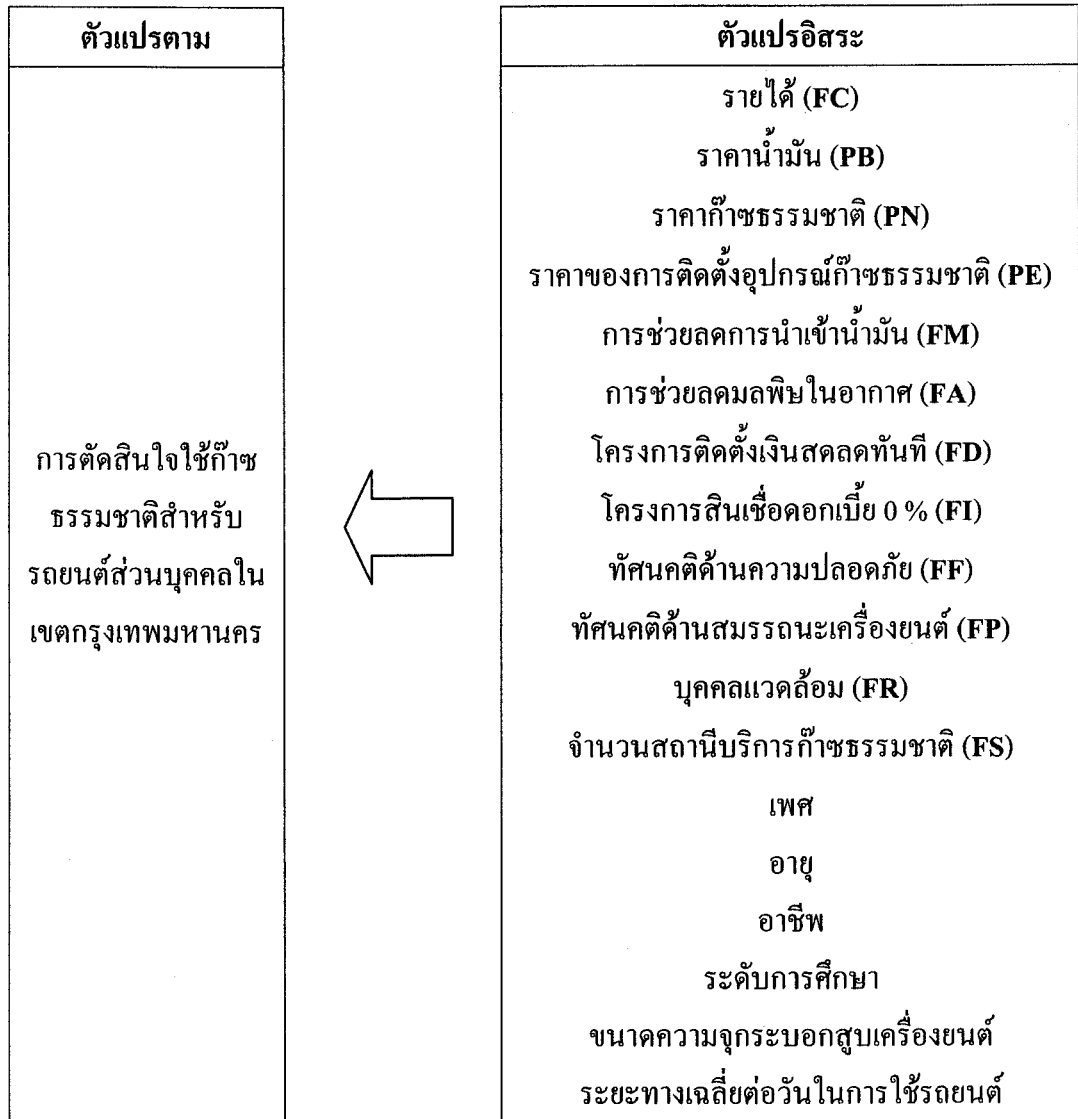 ตัวแปรตาม
การตัดสินใจใช้ก๊าซ
ธรรมชาติสำหรับ
รถยนต์ส่วนบุคคลใน
เขตกรุงเทพมหานคร
ตัวแปรอิสระ
รายได้ (FC)
ราคาน้ำมัน (PB)
ราคาก๊าซธรรมชาติ (PN)
ราคาของการติดตั้งอุปกรณ์ก๊าซธรรมชาติ (PE)
การช่วยลดการนำเข้าน้ำมัน (FM)
การช่วยลดมลพิษในอากาศ (FA)
โครงการติดตั้งเงินสดลดทันที (FD)
โครงการสินเชื่อดอกเบี้ย 0 % (FI)
ทัศนคติด้านความปลอดภัย (FF)
ทัศนคติด้านสมรรถนะเครื่องยนต์ (FP)
บุคคลแวดล้อม (FR)
จำนวนสถานีบริการก๊าซธรรมชาติ (FS)
เพศ
อายุ
อาชีพ
ระดับการศึกษา
ขนาดความจุกระบอกสูบเครื่องยนต์
ระยะทางเฉลี่ยต่อวันในการใช้รถยนต์